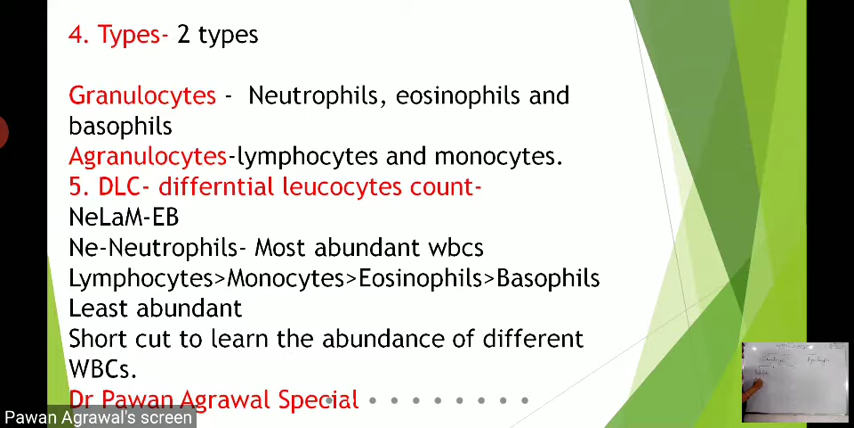 4. Types- 2 types
Granulocytes - Neutrophils, eosinophils and
basophils
Agranulocytes-lymphocytes and monocytes.
5. DLC- differntial leucocytes count-
NeLaM-EB
Ne-Neutrophils- Most abundant wbcs
Lymphocytes>Monocytes>Eosinophils>Basophils
Least abundant
Short cut to learn the abundance of different
WBCs.
Dr Pawan Agrawal Special
Pawan Agrawal's screen